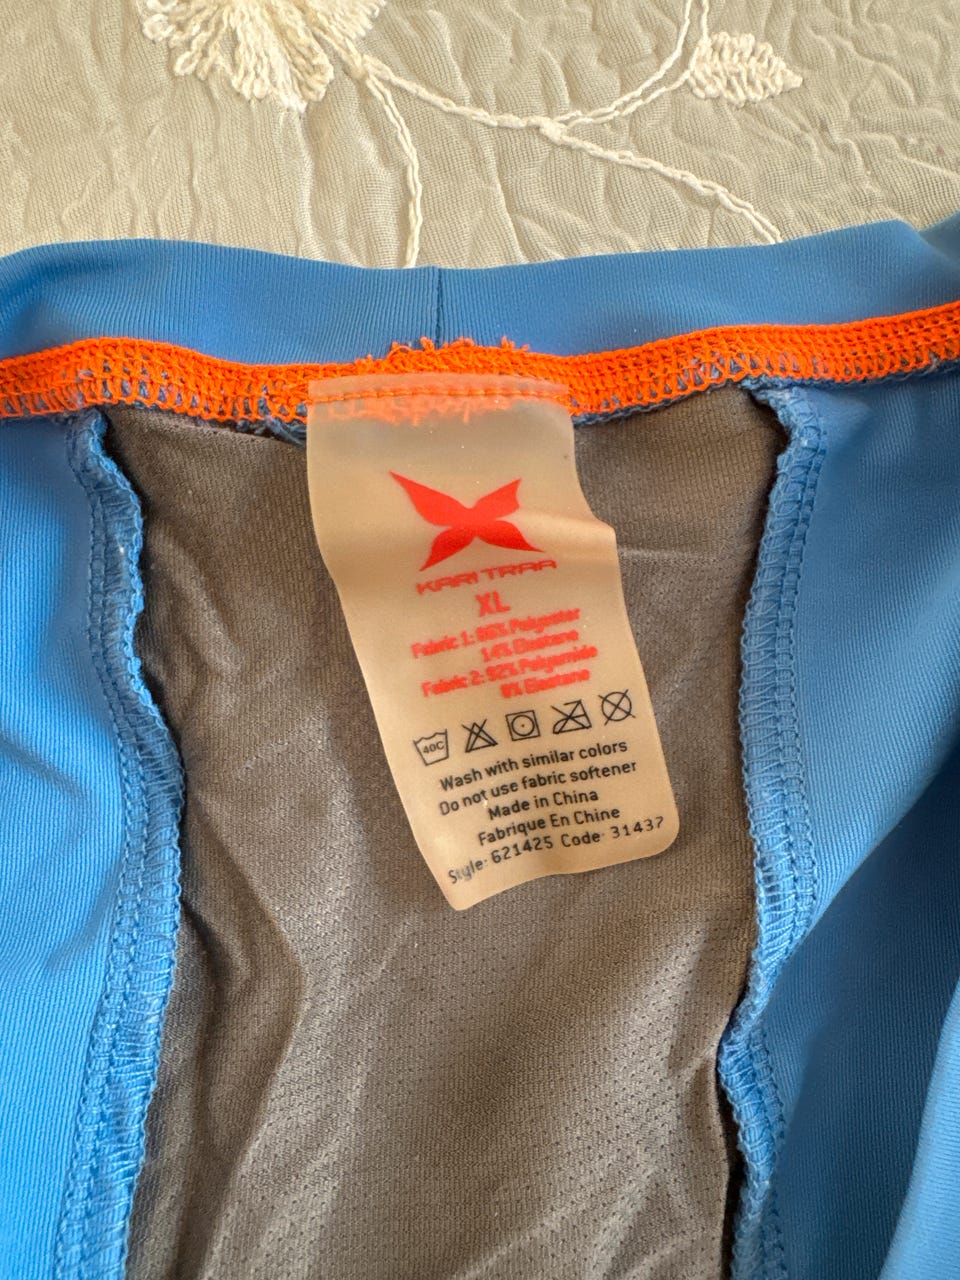 KARI TRAA
XL
Fabric 1: 86% Polyester
14% Elastane
Fabric 2: 92% Polyamide
8% Elastane
40C
Wash with similar colors
Do not use fabric softener
Made in China
Fabrique En Chine
Style: 621425 Code: 31437